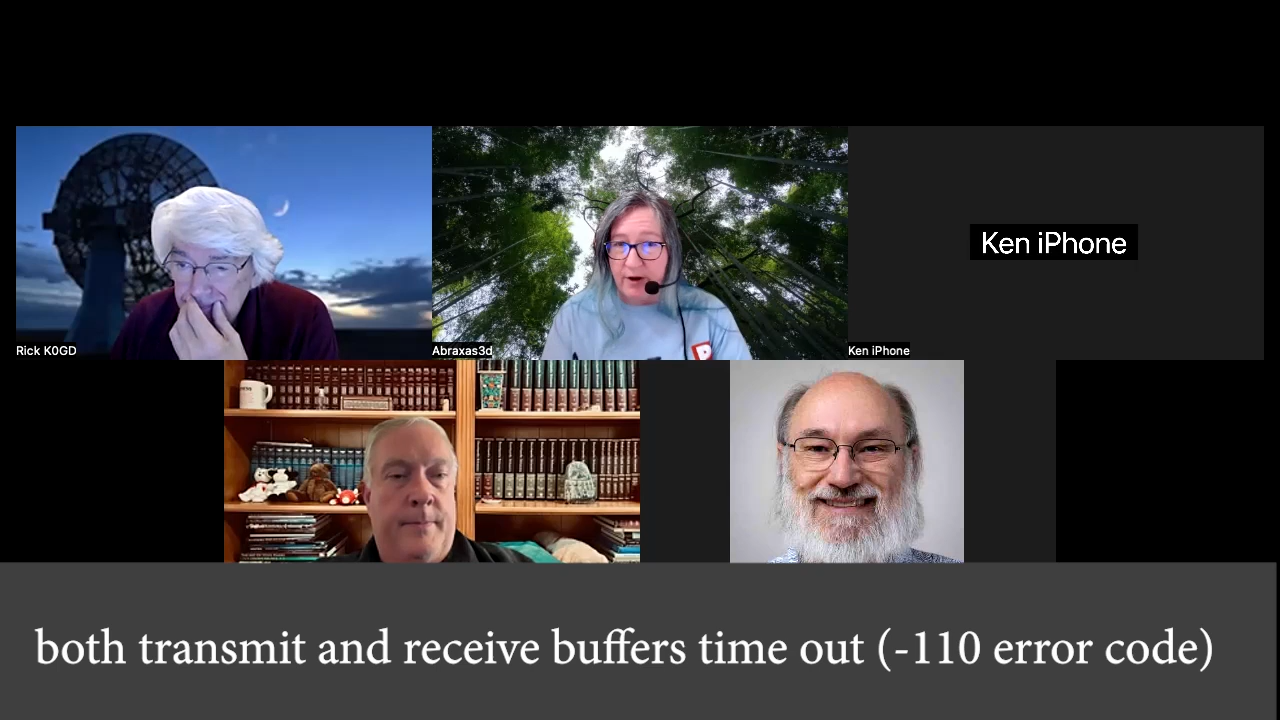 Ken iPhone
Rick K0GD
Abraxas3d
Ken iPhone
both transmit and receive buffers time out (-110 error code)